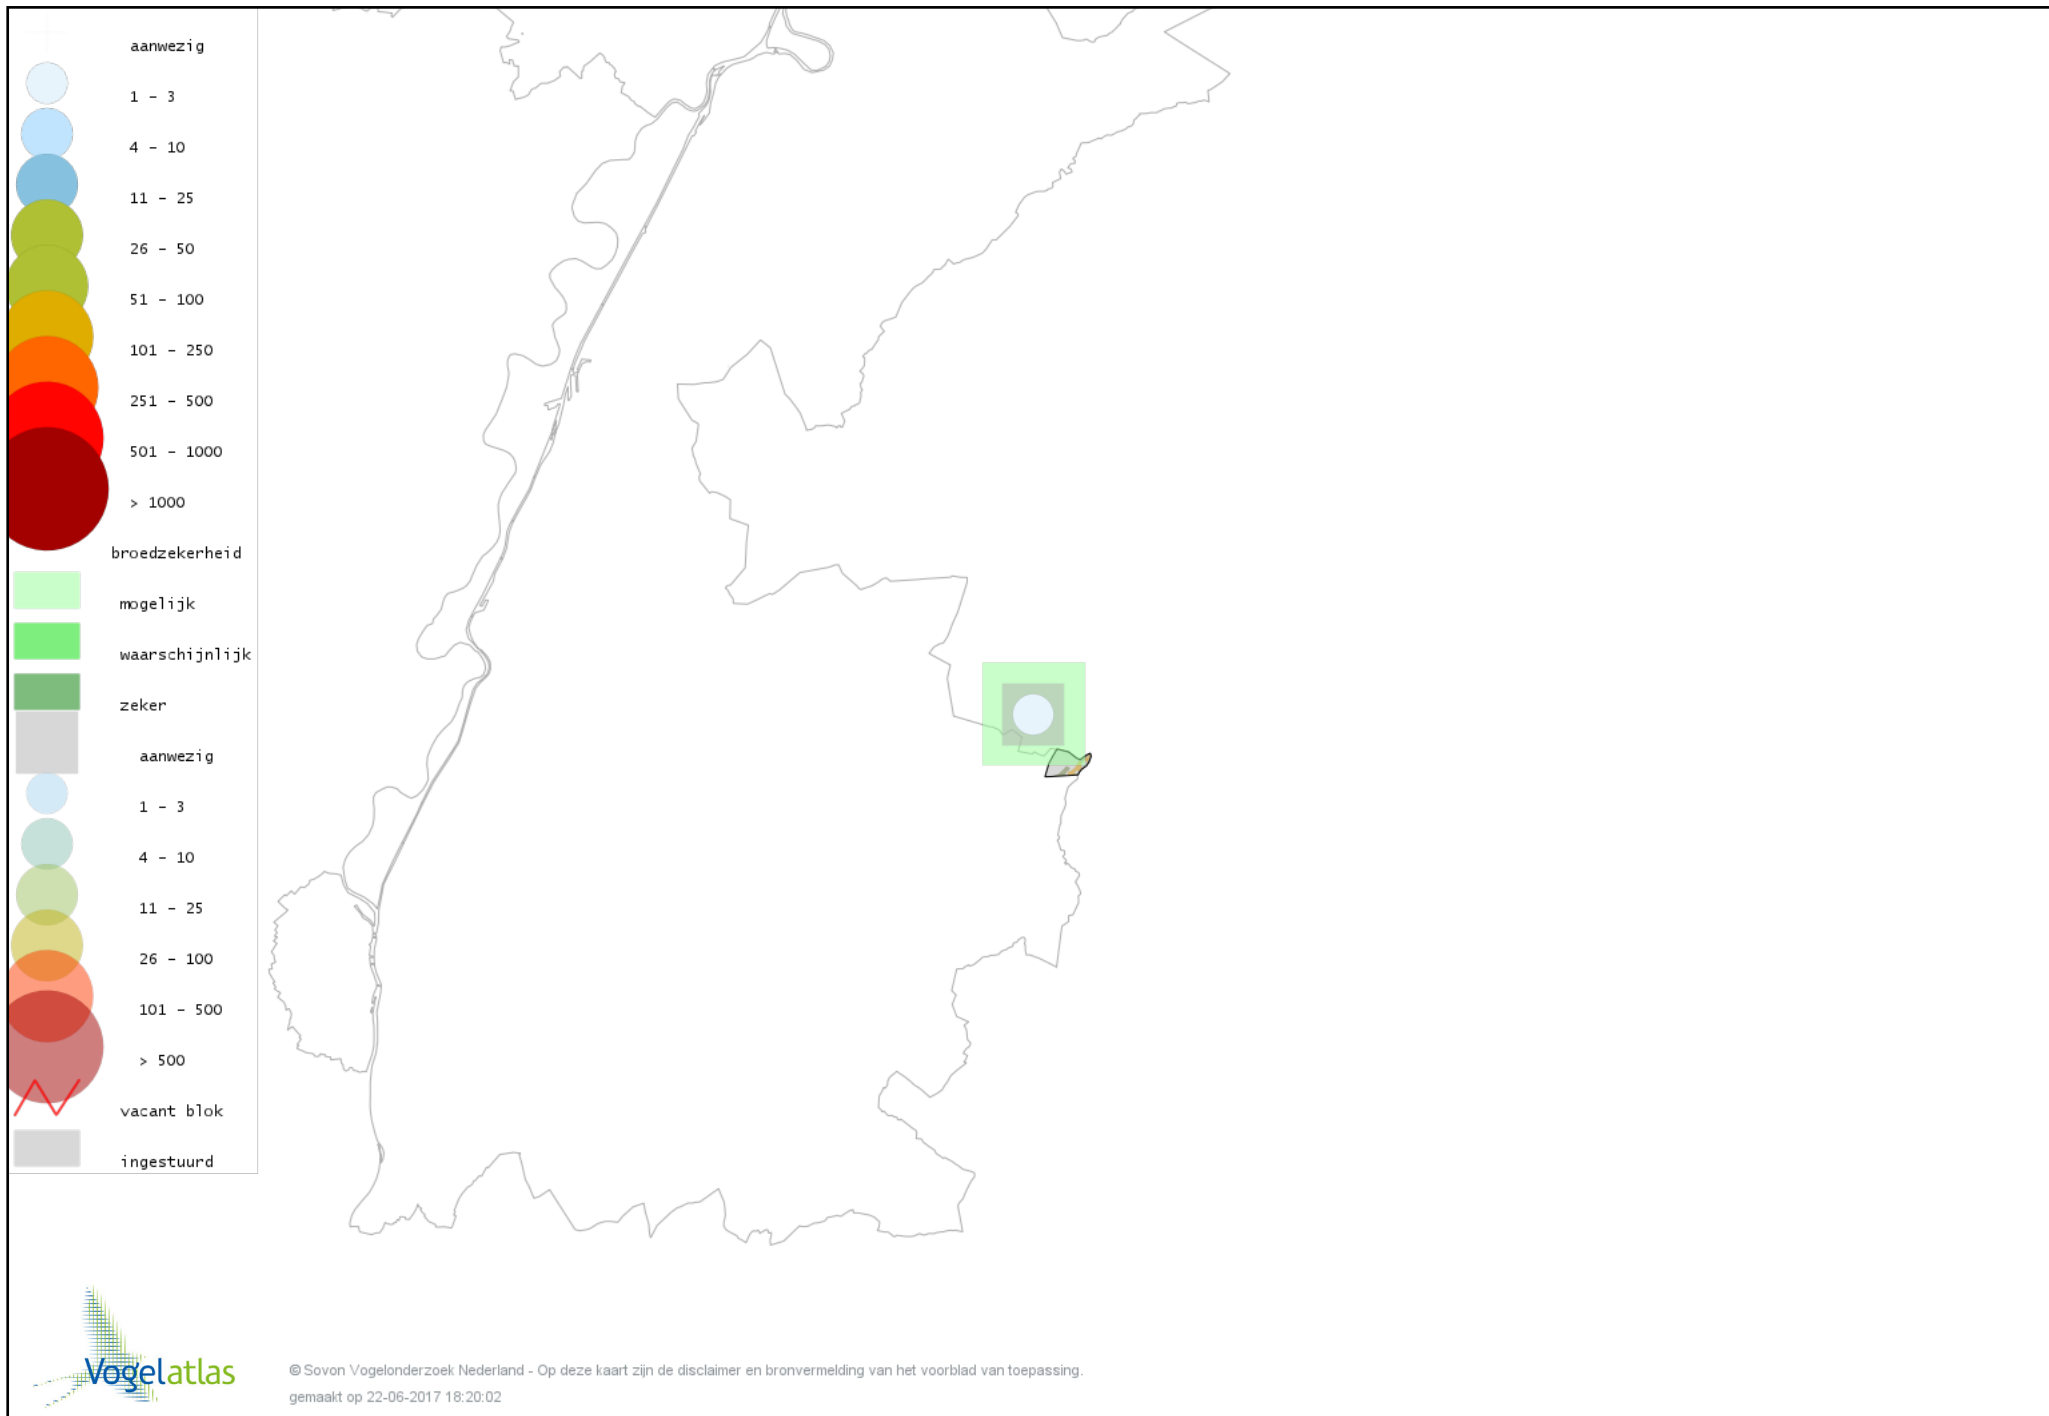 aanwezig
1 – 3
4 – 10
11 – 25
26 – 50
51 – 100
101 – 250
251 – 500
501 – 1000
> 1000
broedzekerheid
mogelijk
waarschijnlijk
zeker
aanwezig
1 – 3
4 – 10
11 – 25
26 – 100
101 – 500
> 500
vacant blok
ingestuurd
Vogelatlas
© Sovon Vogelonderzoek Nederland - Op deze kaart zijn de disclaimer en bronvermelding van het voorblad van toepassing.
gemaakt op 22-06-2017 18:20:02